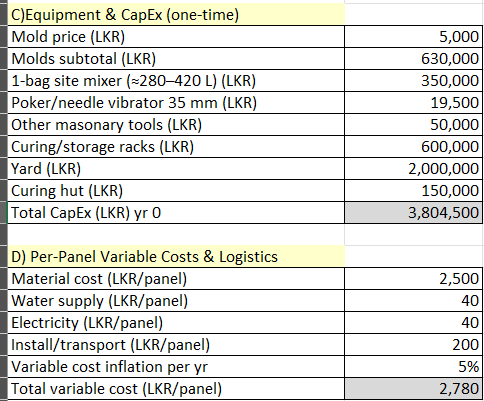 C)Equipment & CapEx (one-time)
Mold price (LKR) 5,000
Molds subtotal (LKR) 630,000
1-bag site mixer (≈280–420 L) (LKR) 350,000
Poker/needle vibrator 35 mm (LKR) 19,500
Other masonary tools (LKR) 50,000
Curing/storage racks (LKR) 600,000
Yard (LKR) 2,000,000
Curing hut (LKR) 150,000
Total CapEx (LKR) yr 0 3,804,500
D) Per-Panel Variable Costs & Logistics
Material cost (LKR/panel) 2,500
Water supply (LKR/panel) 40
Electricity (LKR/panel) 40
Install/transport (LKR/panel) 200
Variable cost inflation per yr 5%
Total variable cost (LKR/panel) 2,780